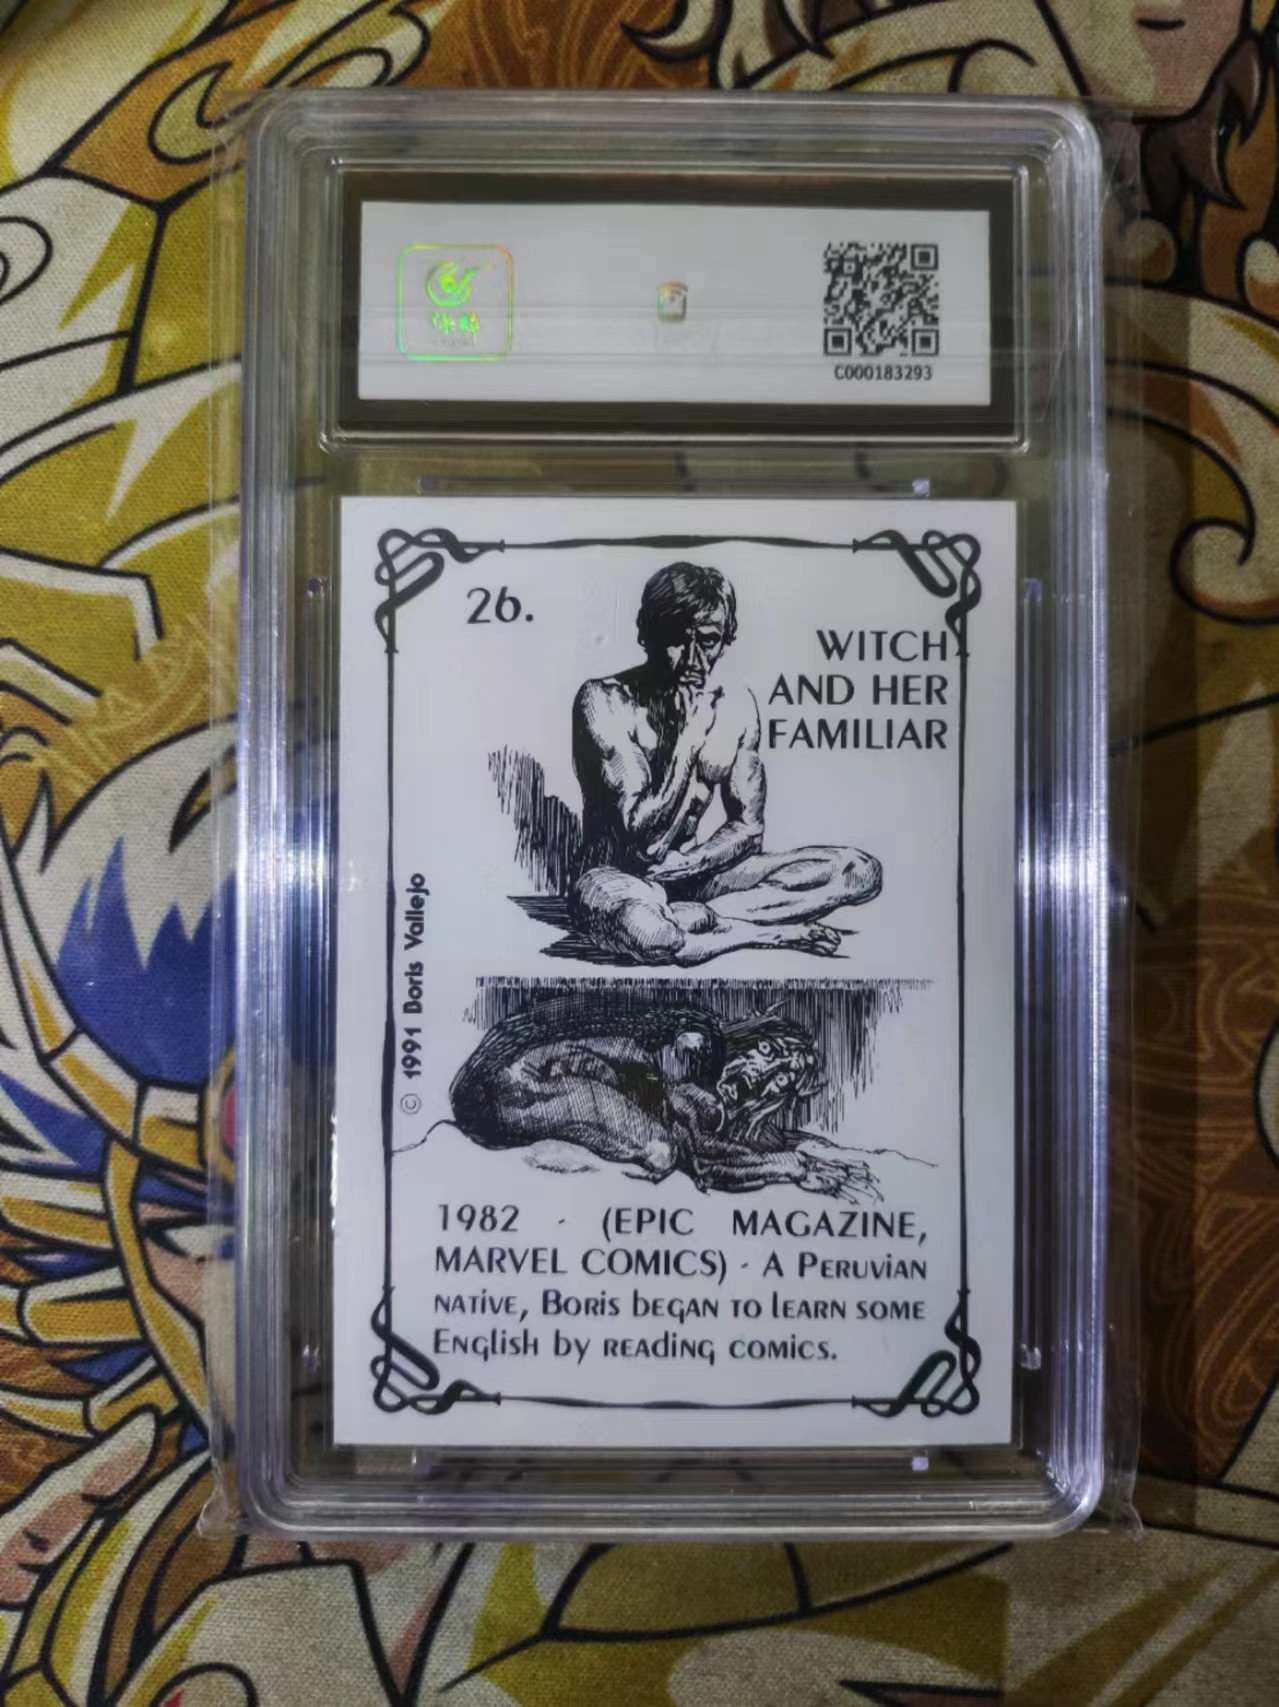 C000183293
26.
WITCH
AND HER
FAMILIAR
© 1991 Boris Vallejo
1982 - (EPIC MAGAZINE,
MARVEL COMICS) - A PERUVIAN
NATIVE, BORIS bEGAN TO LEARN SOME
ENGLISH by READING COMICS.